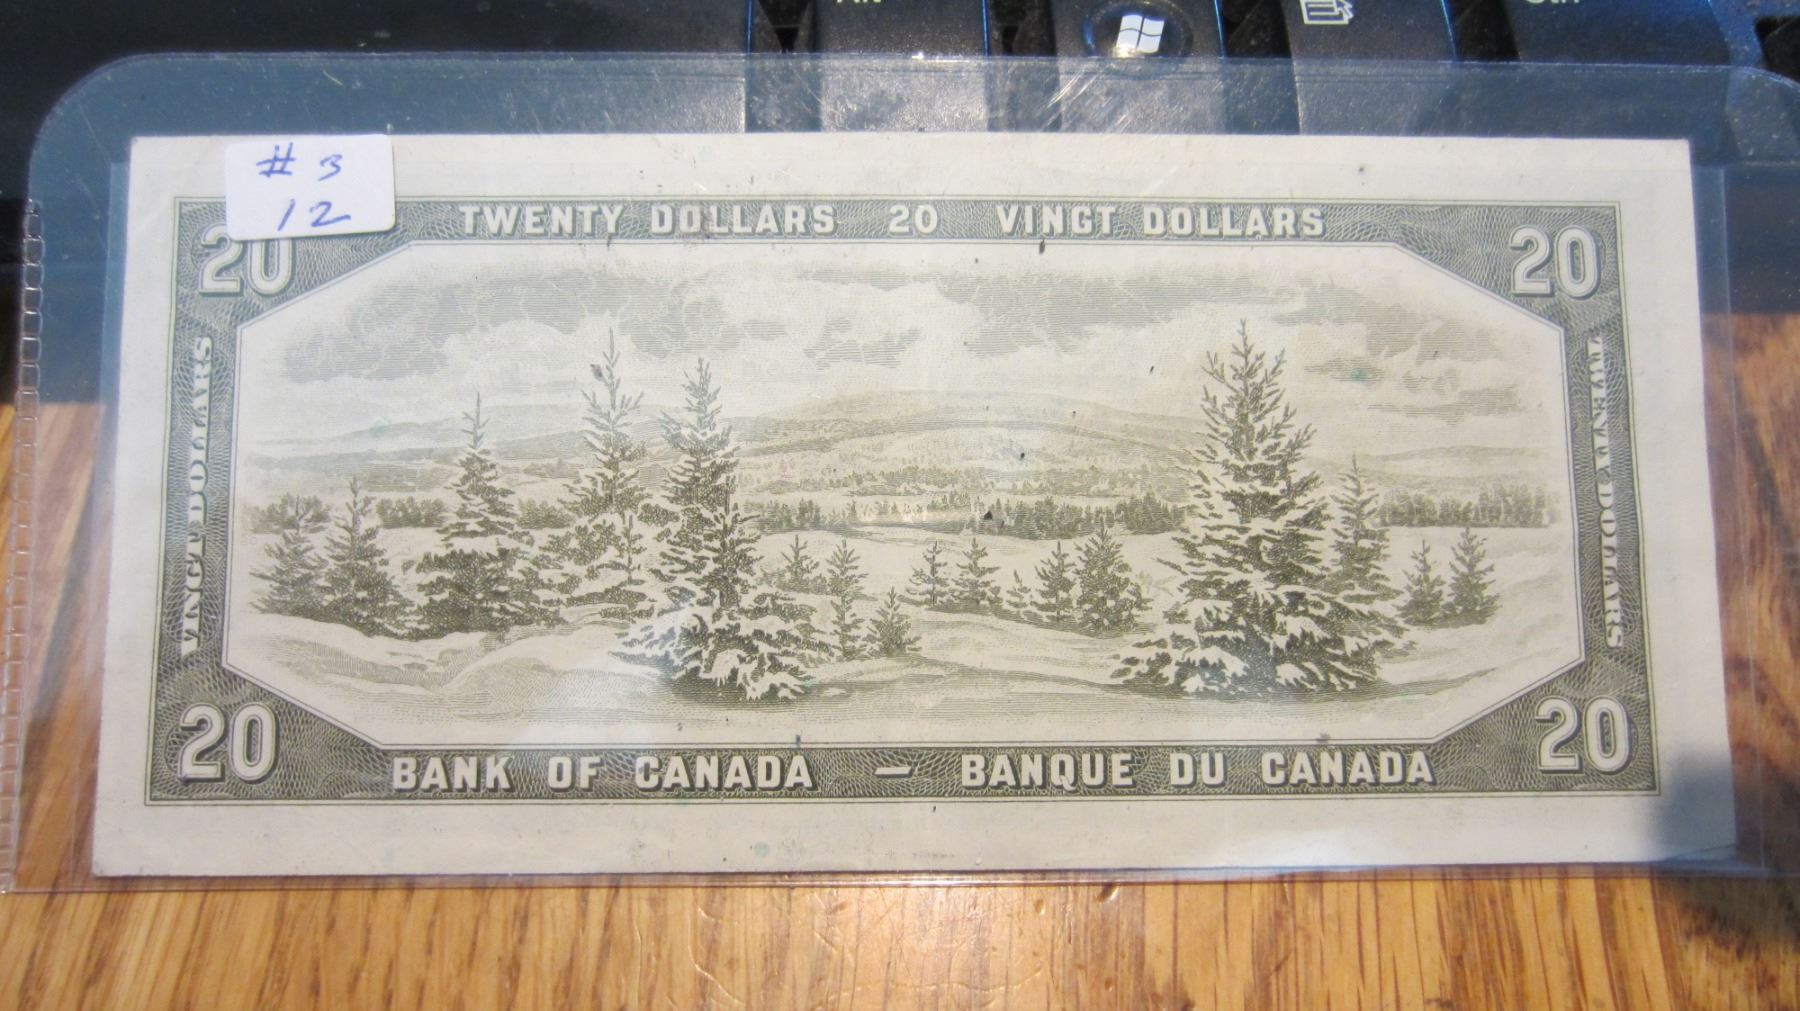 # 3
12
TWENTY DOLLARS 20 VINGT DOLLARS
20
20
VINGT DOLLARS
TWENTY DOLLARS
20
20
BANK OF CANADA — BANQUE DU CANADA